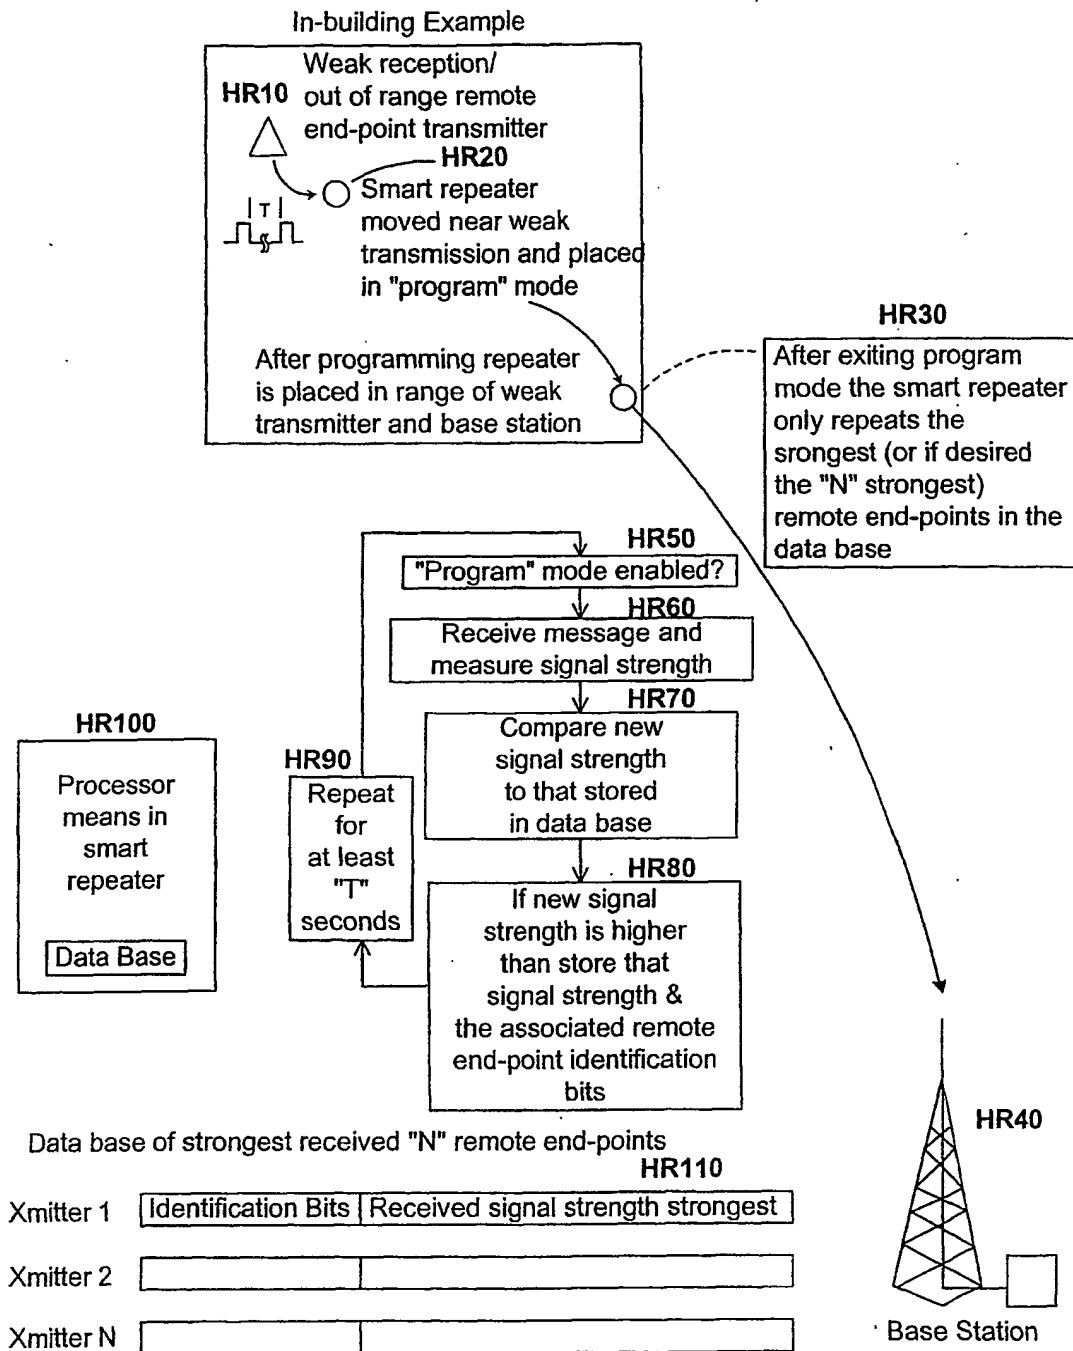 In-building Example
HR10
Weak reception/
out of range remote
end-point transmitter
HR20
T
Smart repeater
moved near weak
transmission and placed
in "program" mode
After programming repeater
is placed in range of weak
transmitter and base station
HR30
After exiting program
mode the smart repeater
only repeats the
srongest (or if desired
the "N" strongest)
remote end-points in the
data base
HR50
"Program" mode enabled?
HR60
Receive message and
measure signal strength
HR70
Compare new
signal strength
to that stored
in data base
HR80
If new signal
strength is higher
than store that
signal strength &
the associated remote
end-point identification
bits
HR90
Repeat
for
at least
"T"
seconds
HR100
Processor
means in
smart
repeater
Data Base
HR40
Base Station
Data base of strongest received "N" remote end-points
HR110
Xmitter 1 Identification Bits Received signal strength strongest
Xmitter 2
Xmitter N